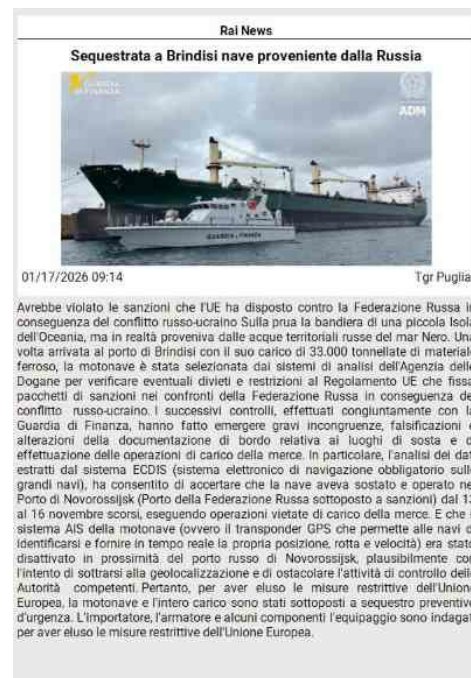 Rai News
Sequestrata a Brindisi nave proveniente dalla Russia
ADM
GUARDIA FINANZA
01/17/2026 09:14 Tgr Puglia
Avrebbe violato le sanzioni che l'UE ha disposto contro la Federazione Russa
conseguenza del conflitto russo-ucraino Sulla prua la bandiera di una piccola Isola
dell'Oceania, ma in realtà proveniva dalle acque territoriali russe del mar Nero. Una
volta arrivata al porto di Brindisi con il suo carico di 33.000 tonnellate di materiale
ferroso, la motonave è stata selezionata dai sistemi di analisi dell'Agenzia delle
Dogane per verificare eventuali divieti e restrizioni al Regolamento UE che fissa
pacchetti di sanzioni nei confronti della Federazione Russa in conseguenza de
conflitto russo-ucraino. I successivi controlli, effettuati congiuntamente con la
Guardia di Finanza, hanno fatto emergere gravi incongruenze, falsificazioni e
alterazioni della documentazione di bordo relativa ai luoghi di sosta e d
effettuazione delle operazioni di carico della merce. In particolare, l'analisi dei dat
estratti dal sistema ECDIS (sistema elettronico di navigazione obbligatorio sulle
grandi navi), ha consentito di accertare che la nave aveva sostato e operato ne
Porto di Novorossijsk (Porto della Federazione Russa sottoposto a sanzioni) dal 13
al 16 novembre scorsi, eseguendo operazioni vietate di carico della merce. E che i
sistema AIS della motonave (ovvero il transponder GPS che permette alle navi d
identificarsi e fornire in tempo reale la propria posizione, rotta e velocità) era stato
disattivato in prossimità del porto russo di Novorossijsk, plausibilmente con
l'intento di sottrarsi alla geolocalizzazione e di ostacolare l'attività di controllo delle
Autorità competenti. Pertanto, per aver eluso le misure restrittive dell'Unione
Europea, la motonave e l'intero carico sono stati sottoposti a sequestro preventivo
d'urgenza. L'importatore, l'armatore e alcuni componenti l'equipaggio sono indagat
per aver eluso le misure restrittive dell'Unione Europea.